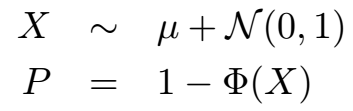 X ∼ μ + 𝒩(0, 1)
P = 1 − Φ(X)